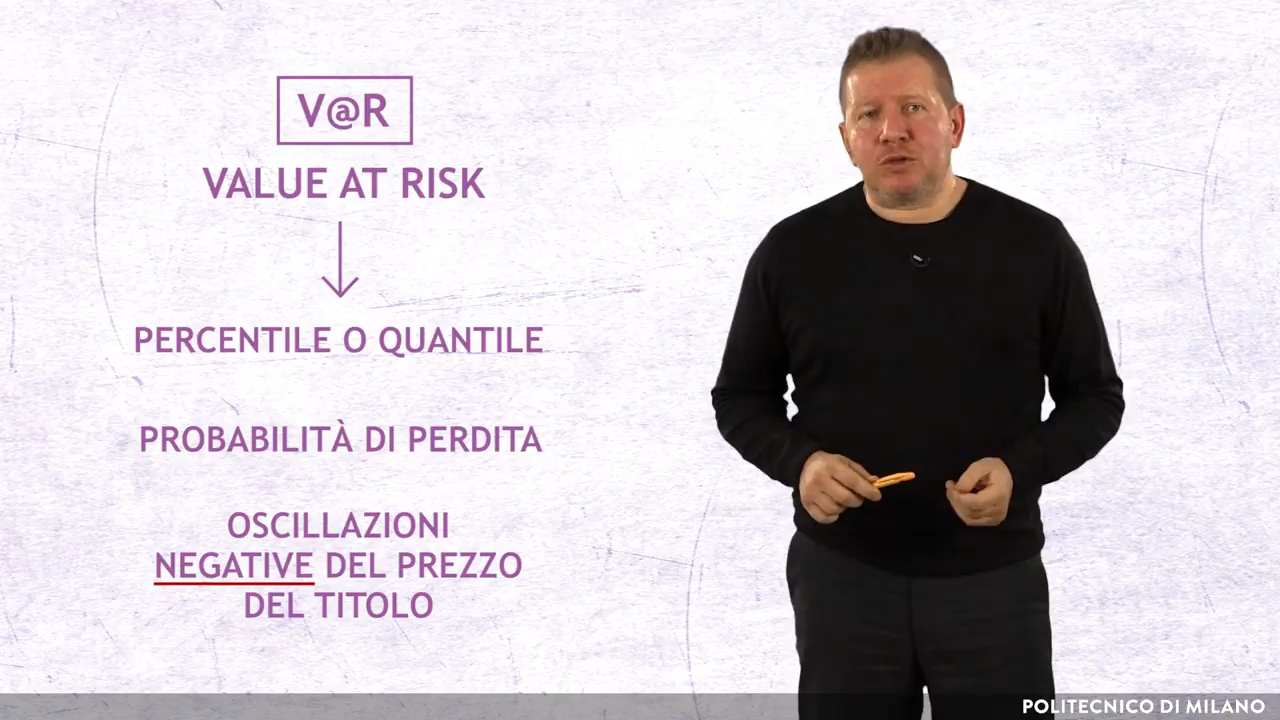 V@R
VALUE AT RISK
PERCENTILE O QUANTILE
PROBABILITÀ DI PERDITA
OSCILLAZIONI
NEGATIVE DEL PREZZO
DEL TITOLO
POLITECNICO DI MILANO